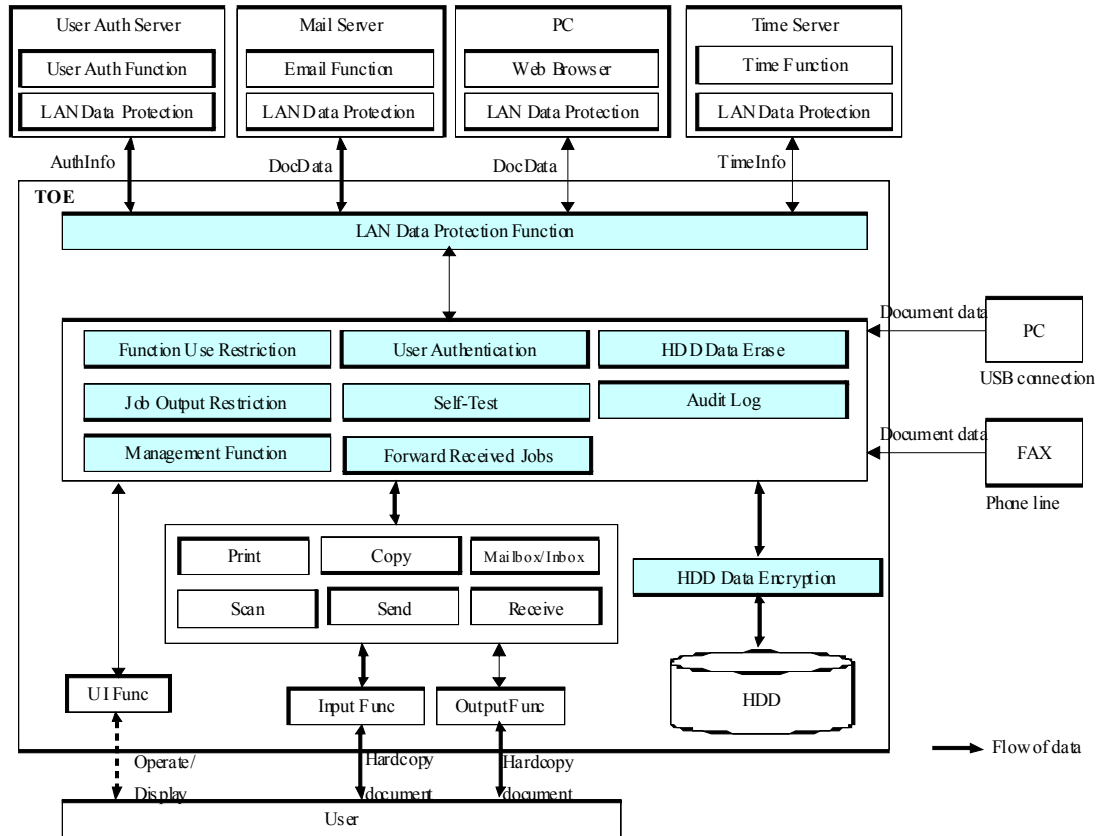 User Auth Server
User Auth Function
LAN Data Protection
Mail Server
Email Function
LAN Data Protection
PC
Web Browser
LAN Data Protection
Time Server
Time Function
LAN Data Protection
AuthInfo
DocData
DocData
TimeInfo
TOE
LAN Data Protection Function
Function Use Restriction
User Authentication
HDD Data Erase
Job Output Restriction
Self-Test
Audit Log
Management Function
Forward Received Jobs
Document data
PC
USB connection
Document data
FAX
Phone line
Print
Copy
Mailbox/Inbox
Scan
Send
Receive
HDD Data Encryption
HDD
UI Func
Input Func
Output Func
Flow of data
Operate/
Display
Hardcopy
document
Hardcopy
document
User